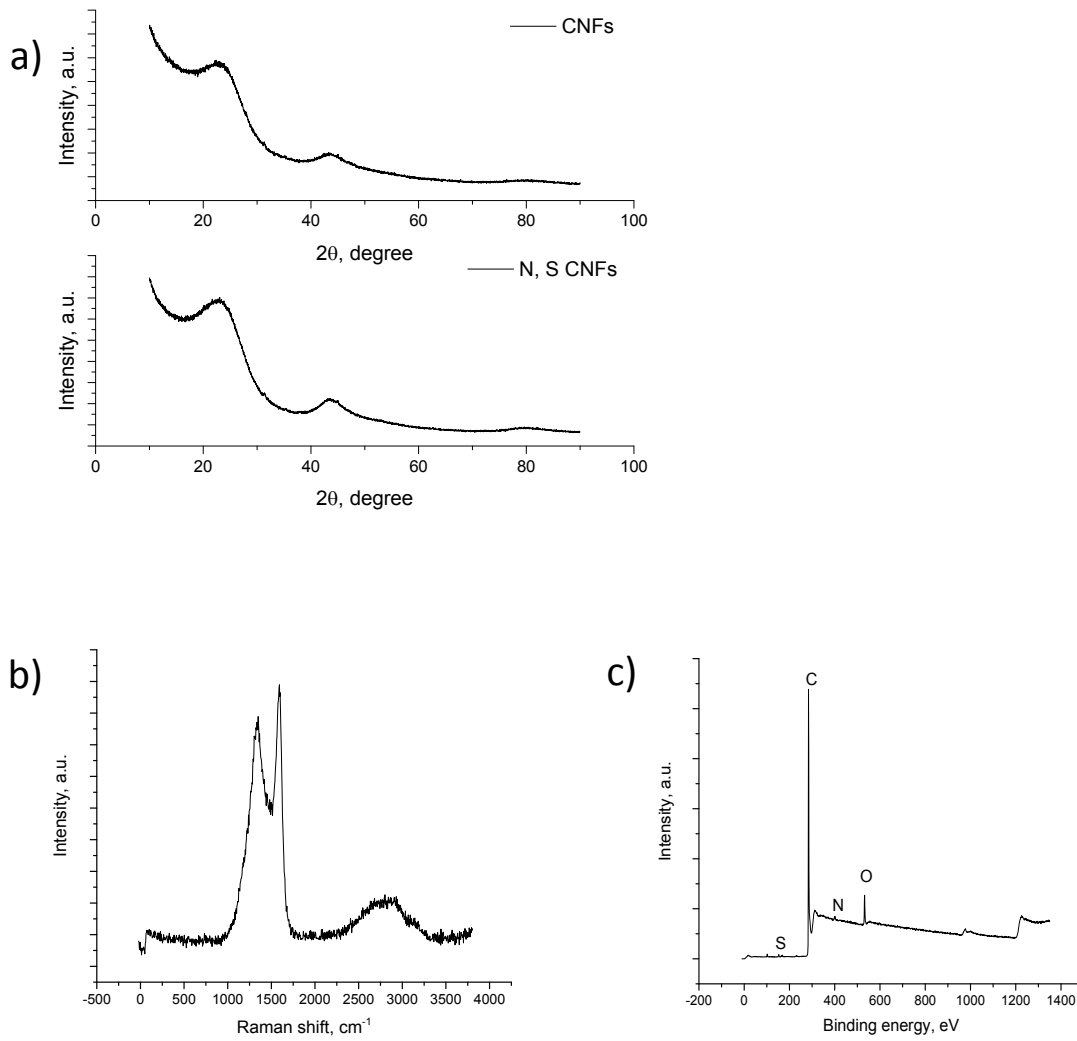 a)
CNFs
Intensity, a.u.
0 20 40 60 80 100
2θ, degree
N, S CNFs
Intensity, a.u.
0 20 40 60 80 100
2θ, degree
b)
Intensity, a.u.
-500 0 500 1000 1500 2000 2500 3000 3500 4000
Raman shift, cm⁻¹
c)
C
O
N
S
Intensity, a.u.
-200 0 200 400 600 800 1000 1200 1400
Binding energy, eV